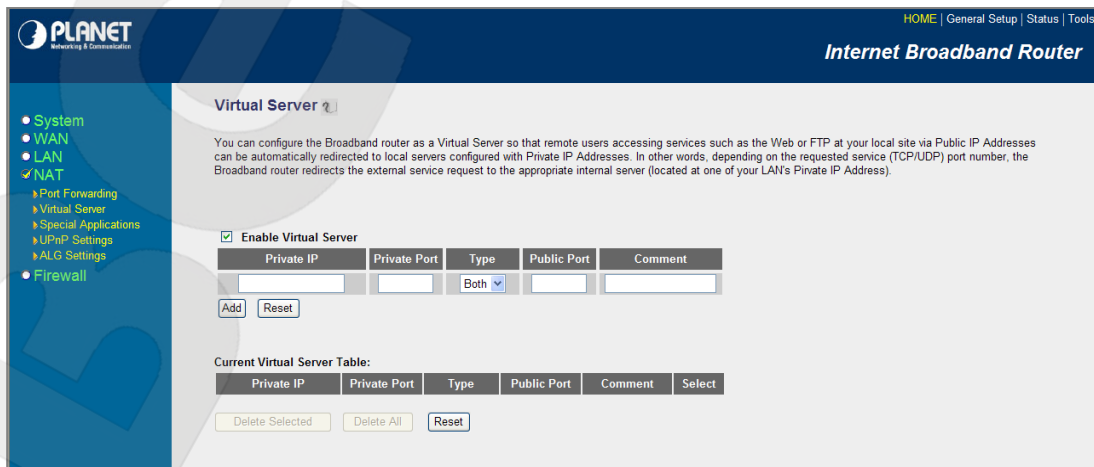 PLANET
Networking & Communication
HOME | General Setup | Status | Tools
Internet Broadband Router
System
WAN
LAN
NAT
Port Forwarding
Virtual Server
Special Applications
UPnP Settings
ALG Settings
Firewall
Virtual Server
You can configure the Broadband router as a Virtual Server so that remote users accessing services such as the Web or FTP at your local site via Public IP Addresses
can be automatically redirected to local servers configured with Private IP Addresses. In other words, depending on the requested service (TCP/UDP) port number, the
Broadband router redirects the external service request to the appropriate internal server (located at one of your LAN's Private IP Address).
Enable Virtual Server
Private IP Private Port Type Public Port Comment
Both
Add Reset
Current Virtual Server Table:
Private IP Private Port Type Public Port Comment Select
Delete Selected Delete All Reset